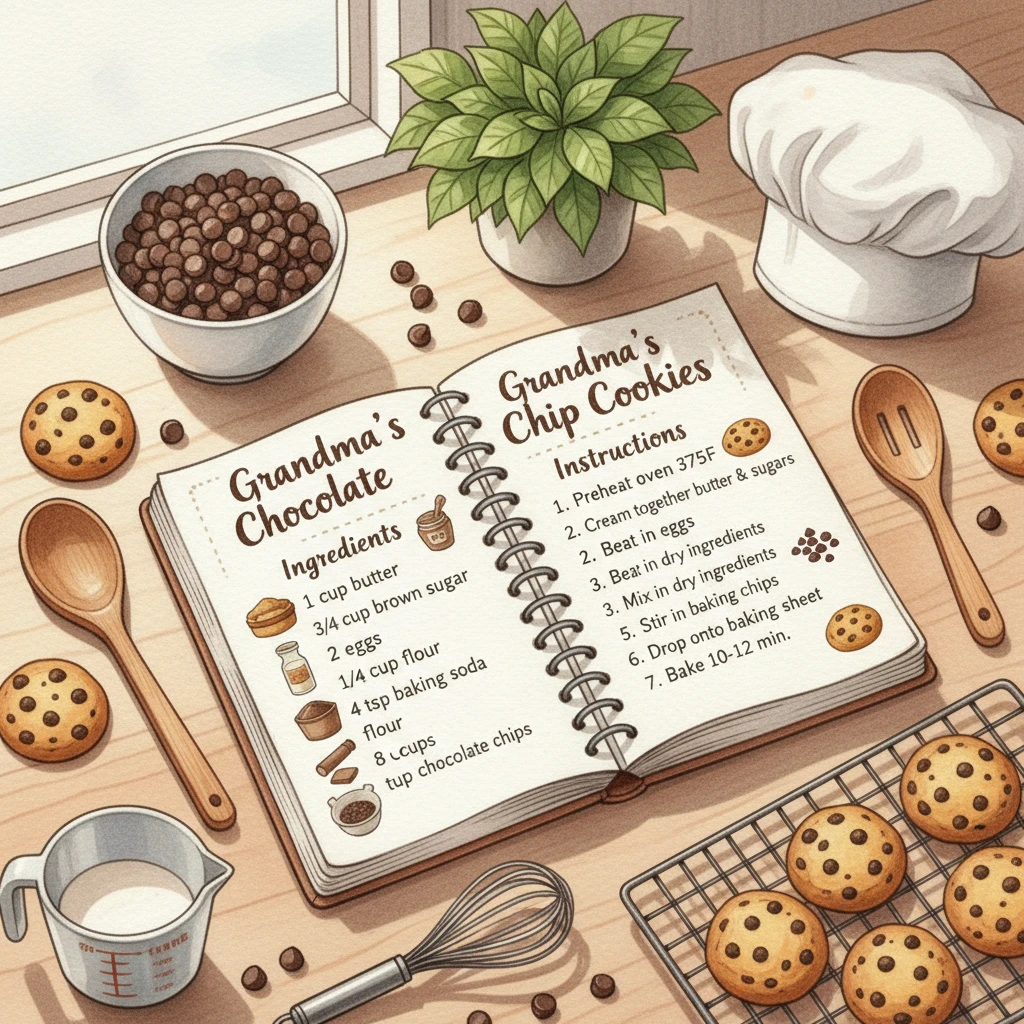 Grandma's
Chocolate
Ingredients
1 cup butter
3/4 cup brown sugar
2 eggs
1/4 cup flour
4 tsp baking soda
flour
8 cups
tup chocolate chips
Grandma's
Chip Cookies
Instructions
1. Preheat oven 375F
2. Cream together butter & sugars
2. Beat in eggs
3. Beat in dry ingredients
3. Mix in dry ingredients
5. Stir in baking chips
6. Drop onto baking sheet
7. Bake 10-12 min.